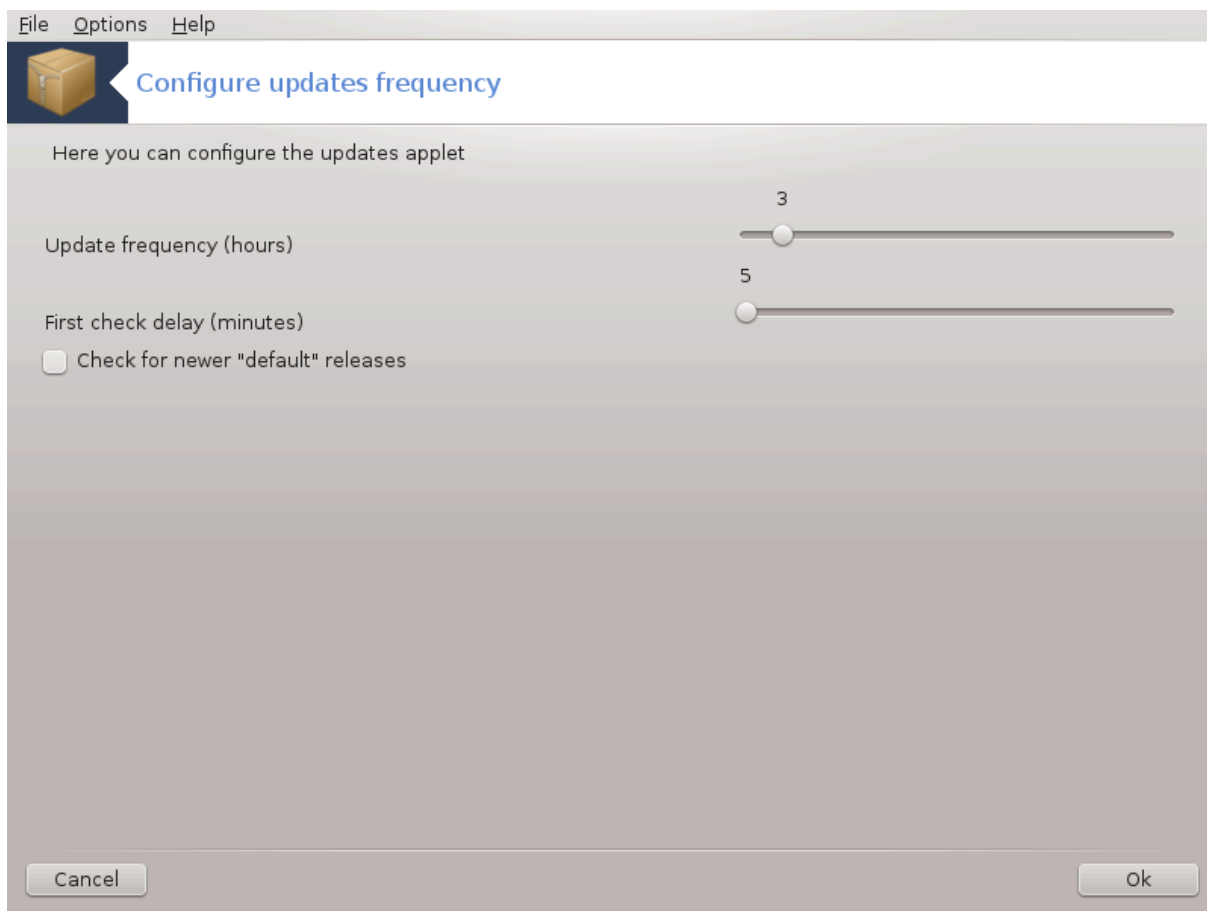 File Options Help
Configure updates frequency
Here you can configure the updates applet
3
Update frequency (hours)
5
First check delay (minutes)
Check for newer "default" releases
Cancel Ok